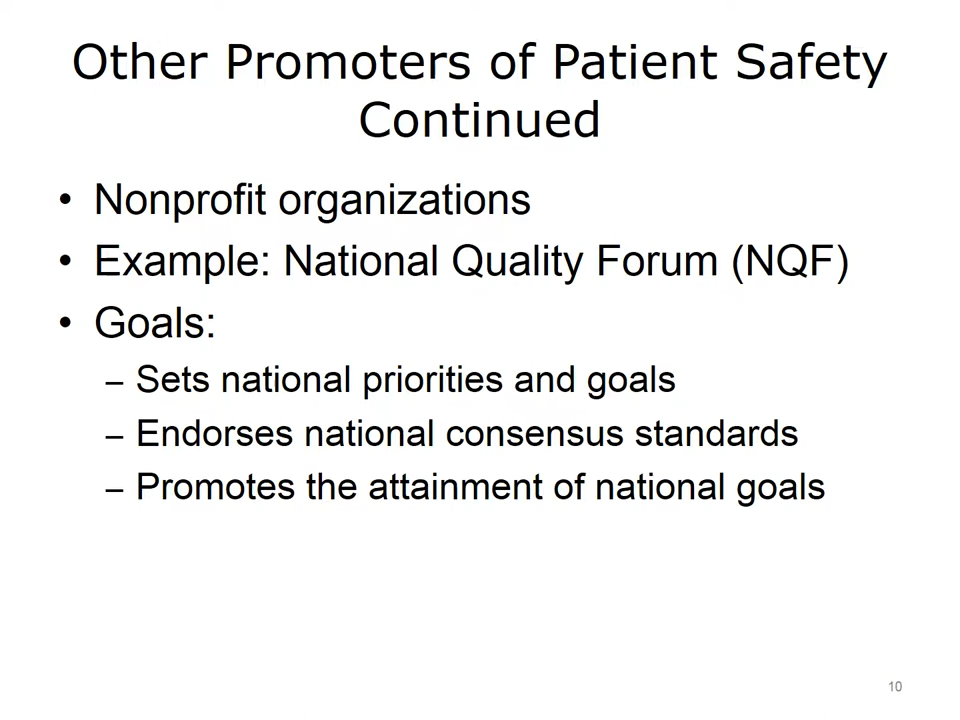 Other Promoters of Patient Safety
Continued
• Nonprofit organizations
• Example: National Quality Forum (NQF)
• Goals:
– Sets national priorities and goals
– Endorses national consensus standards
– Promotes the attainment of national goals
10